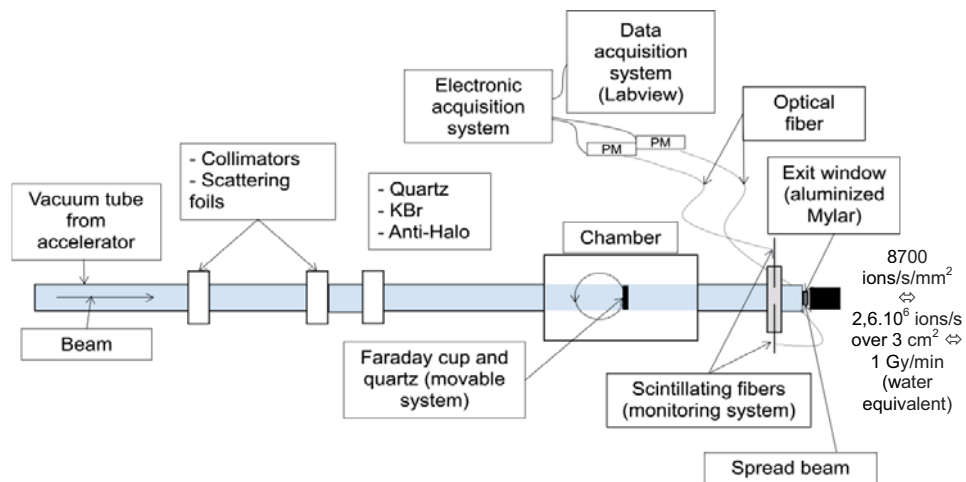 Data
acquisition
system
(Labview)
Electronic
acquisition
system
PM
PM
Optical
fiber
- Collimators
- Scattering
foils
- Quartz
- KBr
- Anti-Halo
Exit window
(aluminized
Mylar)
Vacuum tube
from
accelerator
Chamber
Beam
8700
ions/s/mm²
⇔
2,6.10⁶ ions/s
over 3 cm² ⇔
1 Gy/min
(water
equivalent)
Faraday cup and
quartz (movable
system)
Scintillating fibers
(monitoring system)
Spread beam